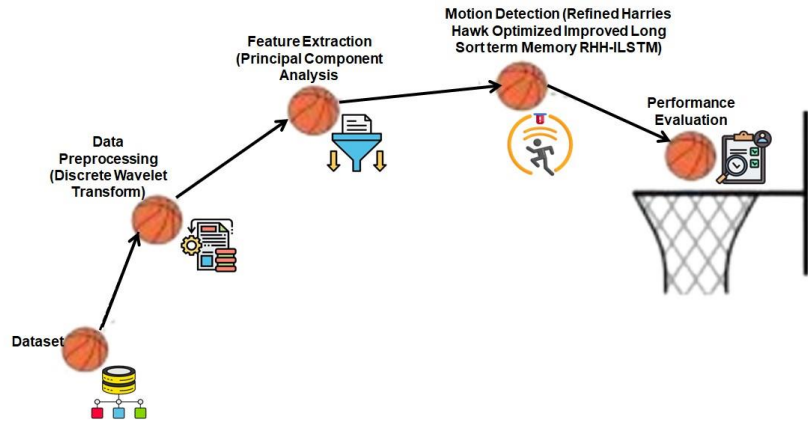 Dataset
Data
Preprocessing
(Discrete Wavelet
Transform)
Feature Extraction
(Principal Component
Analysis
Motion Detection (Refined Harries
Hawk Optimized Improved Long
Sort term Memory RHH-ILSTM)
Performance
Evaluation